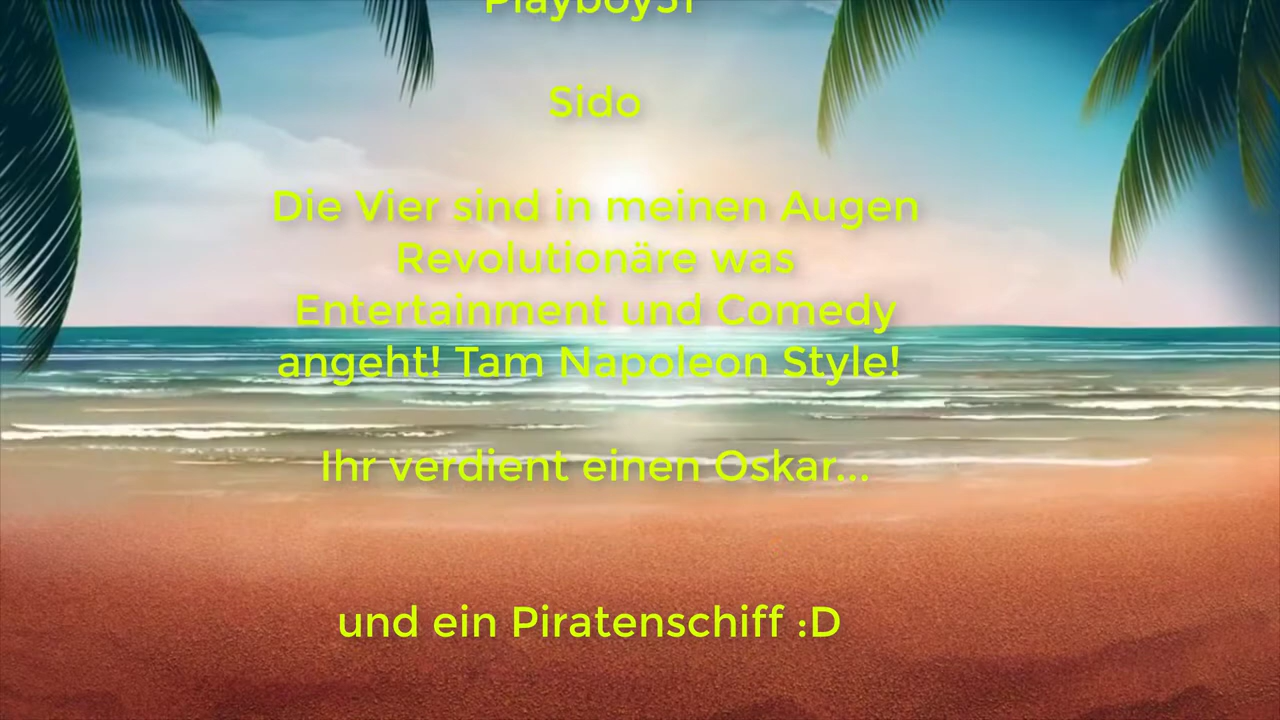 Playboy51
Sido
Die Vier sind in meinen Augen
Revolutionäre was
Entertainment und Comedy
angeht! Tam Napoleon Style!
Ihr verdient einen Oskar...
und ein Piratenschiff :D